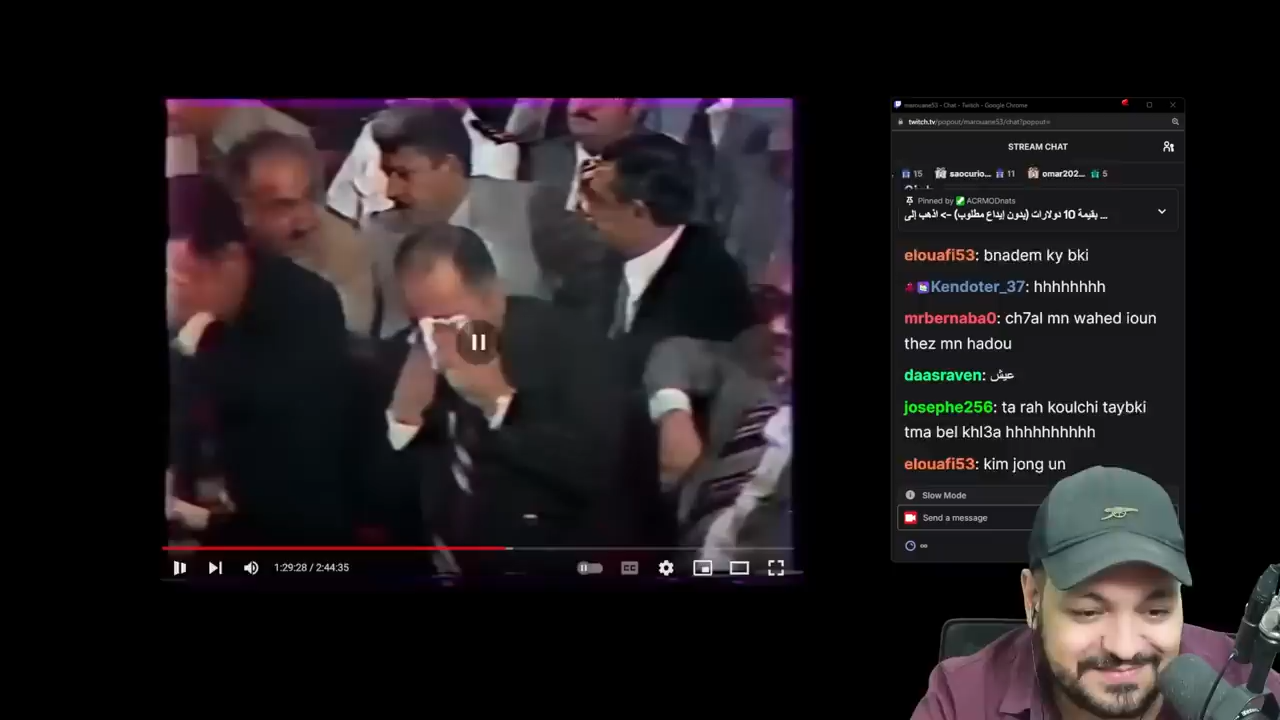 marouane53 - Chat - Twitch - Google Chrome
twitch.tv/popout/marouane53/chat?popout=
STREAM CHAT
15 saocurio... 11 omar202... 5
Pinned by ACRMODnats
بقيمة 10 دولارات (بدون إيداع مطلوب) -> اذهب إلى ...
elouafi53: bnadem ky bki
Kendoter_37: hhhhhhhh
mrbernaba0: ch7al mn wahed ioun
thez mn hadou
daasraven: عيش
josephe256: ta rah koulchi taybki
tma bel khl3a hhhhhhhhhh
elouafi53: kim jong un
Slow Mode
Send a message
∞
1:29:28 / 2:44:35
CC